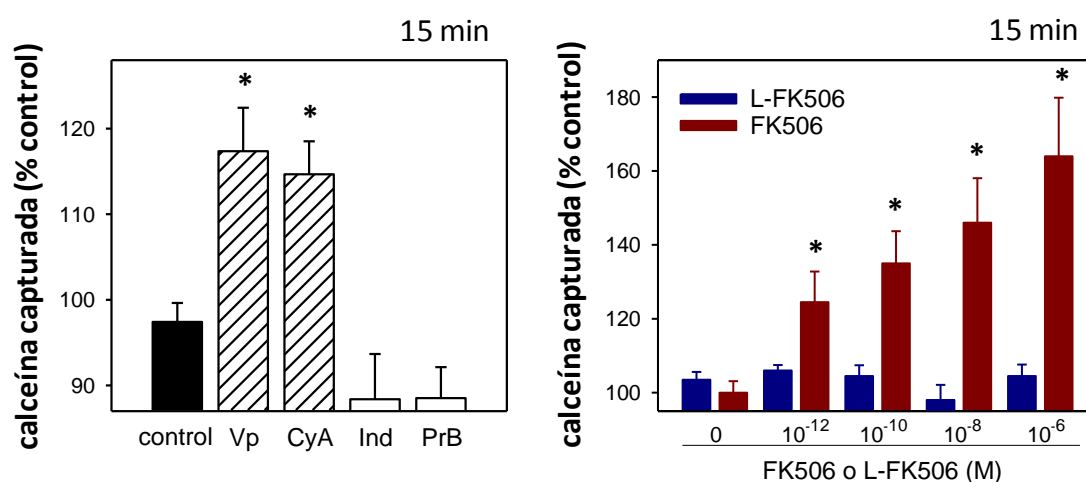 15 min
calceína capturada (% control)
120
110
100
90
* *
control Vp CyA Ind PrB
15 min
calceína capturada (% control)
180
160
140
120
100
L-FK506
FK506
* * * *
0 10⁻¹² 10⁻¹⁰ 10⁻⁸ 10⁻⁶
FK506 o L-FK506 (M)